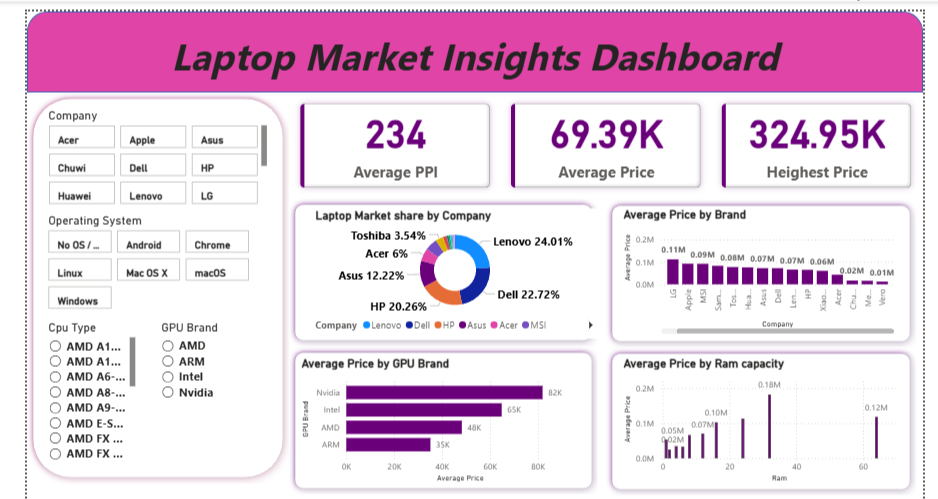 Laptop Market Insights Dashboard
Company
Acer Apple Asus
Chuwi Dell HP
Huawei Lenovo LG
Operating System
No OS / ... Android Chrome
Linux Mac OS X macOS
Windows
Cpu Type
AMD A1...
AMD A1...
AMD A6-...
AMD A8-...
AMD A9-...
AMD E-S...
AMD FX ...
AMD FX ...
GPU Brand
AMD
ARM
Intel
Nvidia
234
Average PPI
69.39K
Average Price
324.95K
Heighest Price
Laptop Market share by Company
Toshiba 3.54%
Acer 6%
Asus 12.22%
HP 20.26%
Lenovo 24.01%
Dell 22.72%
Company Lenovo Dell HP Asus Acer MSI
Average Price by Brand
Average Price
0.2M
0.1M
0.0M
0.11M 0.09M 0.08M 0.07M 0.07M 0.06M 0.02M 0.01M
LG Apple MSI Sam... Tos... Hua... Asus Dell Len... HP Xiao... Acer Chu... Me... Vero
Company
Average Price by GPU Brand
GPU Brand
Nvidia 82K
Intel 65K
AMD 48K
ARM 35K
0K 20K 40K 60K 80K
Average Price
Average Price by Ram capacity
Average Price
0.2M
0.1M
0.0M
0.05M 0.02M 0.07M 0.10M 0.18M 0.12M
0 20 40 60
Ram